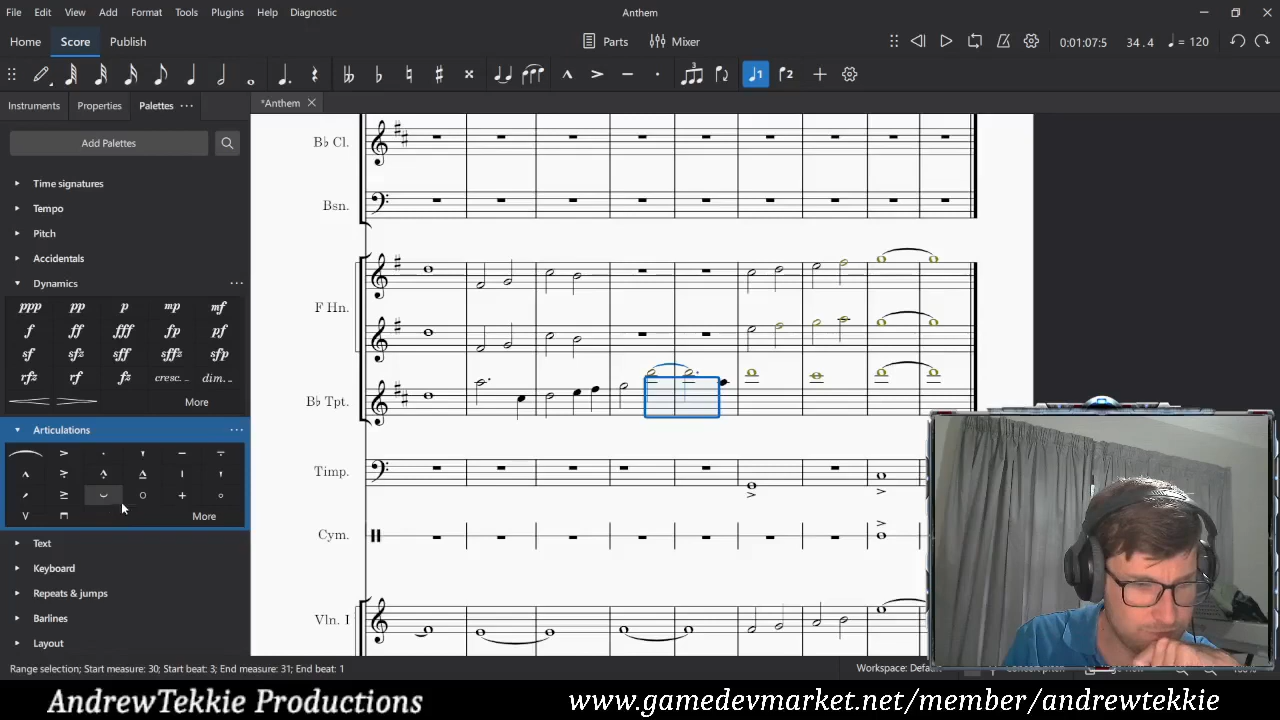 File Edit View Add Format Tools Plugins Help Diagnostic
Anthem
Home Score Publish
Parts Mixer
0:01:07:5 34 . 4 = 120
3
1 2
Instruments Properties Palettes
*Anthem
Add Palettes
Time signatures
Tempo
Pitch
Accidentals
Dynamics
ppp pp p mp mf
f ff fff fp pf
sf sfz sff sffz sfp
rfz rf fz cresc. dim.
More
Articulations
More
Text
Keyboard
Repeats & jumps
Barlines
Layout
B♭ Cl.
Bsn.
F Hn.
B♭ Tpt.
Timp.
Cym.
Vln. I
Range selection; Start measure: 30; Start beat: 3; End measure: 31; End beat: 1
Workspace:
AndrewTekkie Productions
www.gamedevmarket.net/member/andrewtekkie